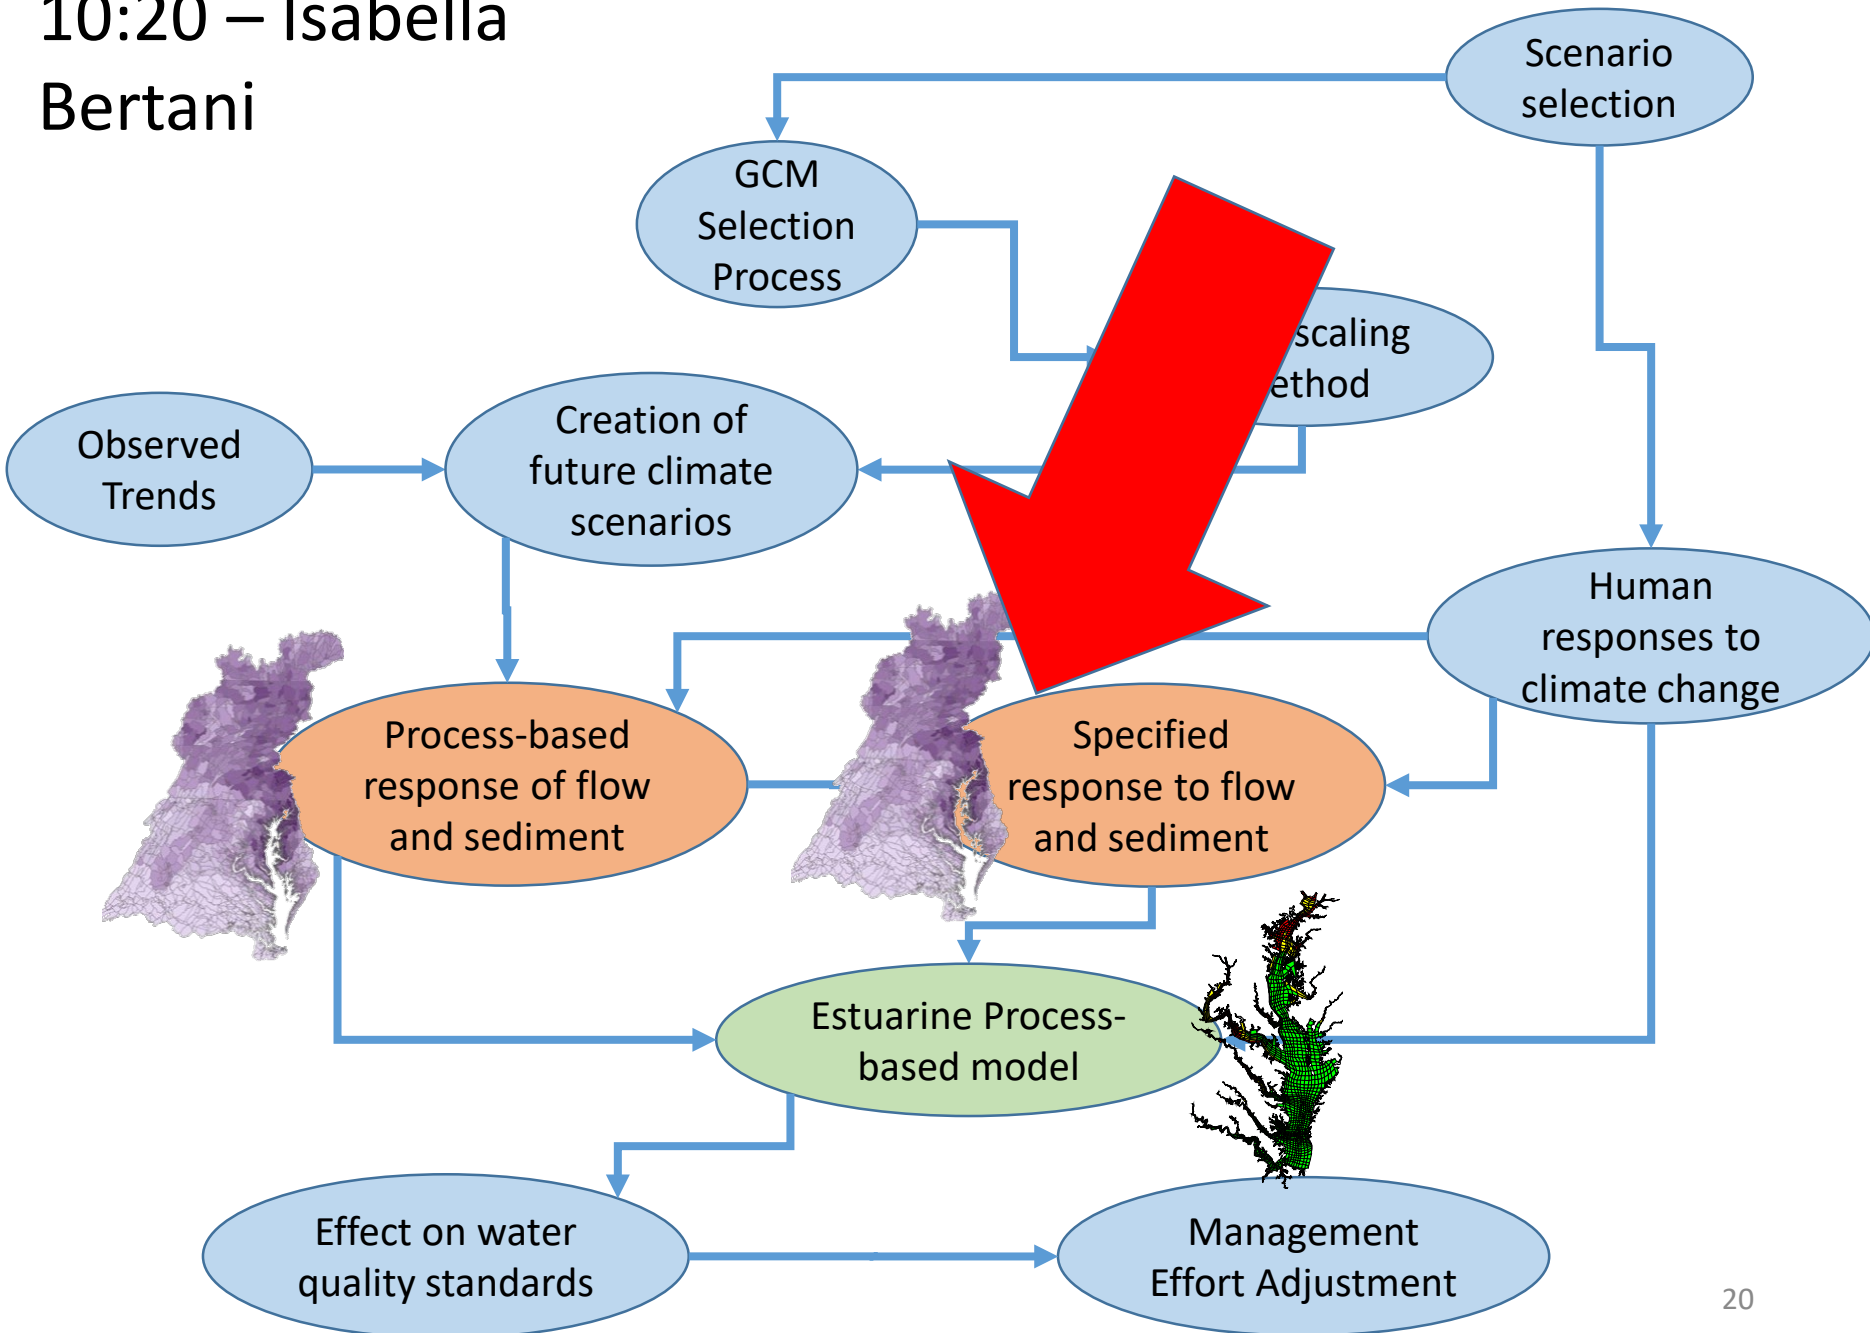 10:20 – Isabella
Bertani
Scenario
selection
GCM
Selection
Process
scaling
ethod
Creation of
future climate
scenarios
Observed
Trends
Human
responses to
climate change
Process-based
response of flow
and sediment
Specified
response to flow
and sediment
Estuarine Process-
based model
Effect on water
quality standards
Management
Effort Adjustment
20